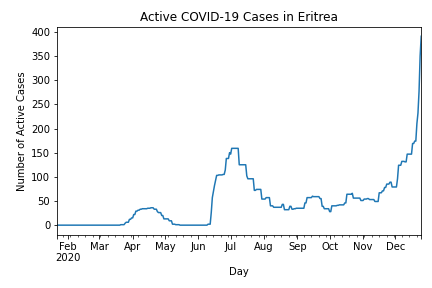 Active COVID-19 Cases in Eritrea
Number of Active Cases
400
350
300
250
200
150
100
50
0
Feb Mar Apr May Jun Jul Aug Sep Oct Nov Dec
2020
Day